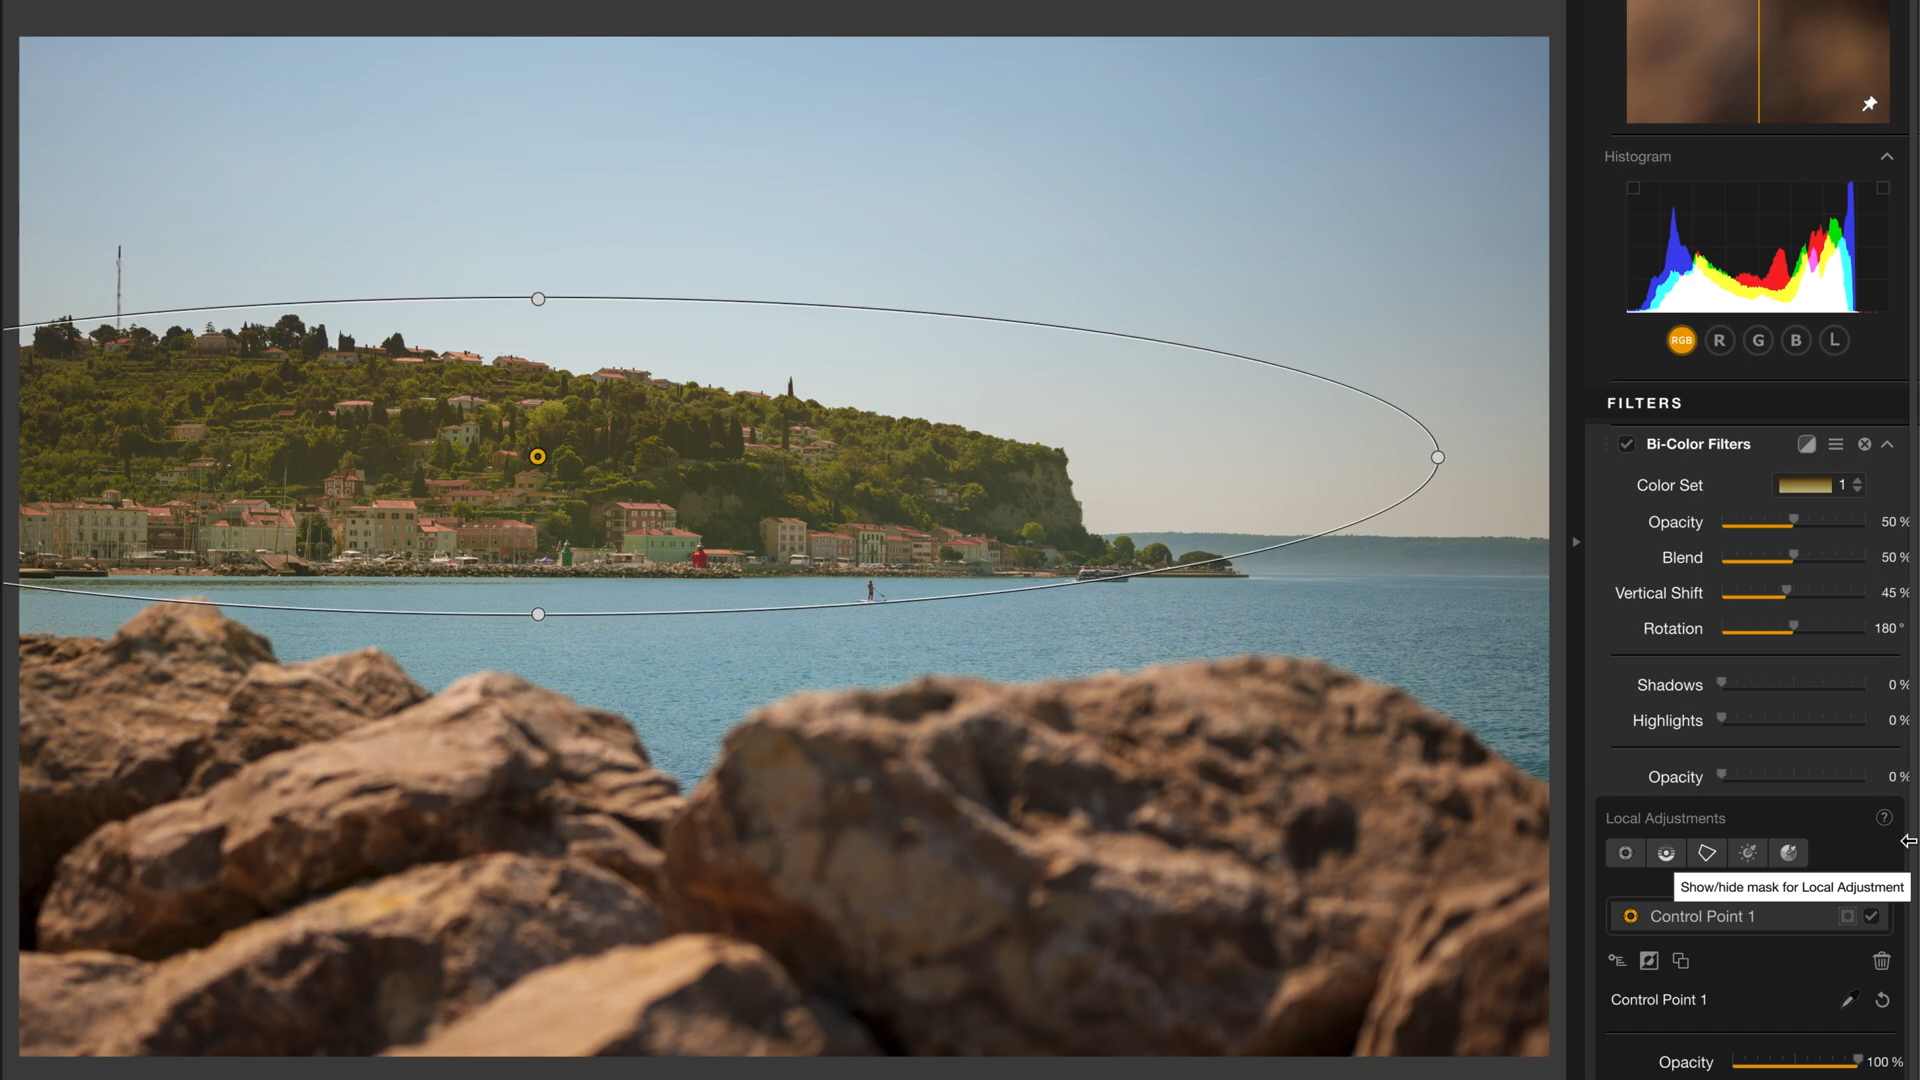 Histogram
RGB R G B L
FILTERS
Bi-Color Filters
Color Set 1
Opacity 50 %
Blend 50 %
Vertical Shift 45 %
Rotation 180 °
Shadows 0 %
Highlights 0 %
Opacity 0 %
Local Adjustments ?
Show/hide mask for Local Adjustment
Control Point 1
Control Point 1
Opacity 100 %